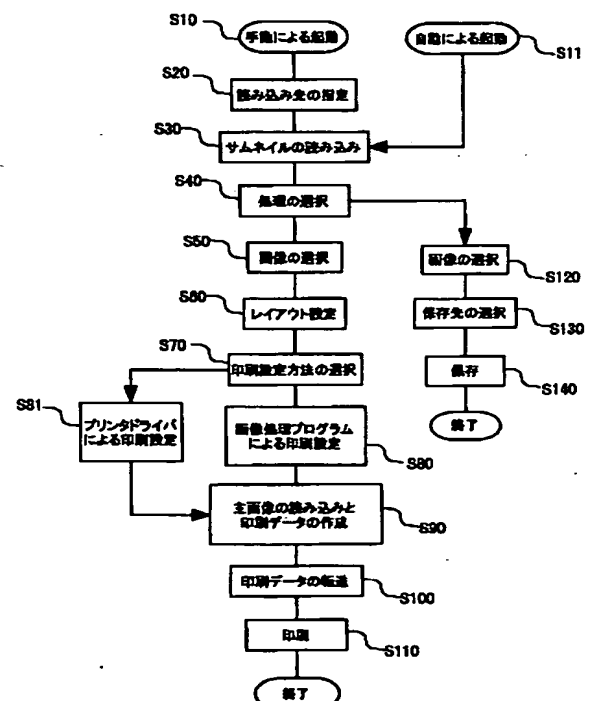 S10
手動による起動
自動による起動
S11
S20
読み込み先の指定
S30
サムネイルの読み込み
S40
処理の選択
S50
画像の選択
画像の選択
S120
S60
レイアウト設定
保存先の選択
S130
S70
印刷設定方法の選択
保存
S140
S81
プリンタドライバ
による印刷設定
画像処理プログラム
による印刷設定
S80
終了
主画像の読み込みと
印刷データの作成
S90
印刷データの転送
S100
印刷
S110
終了